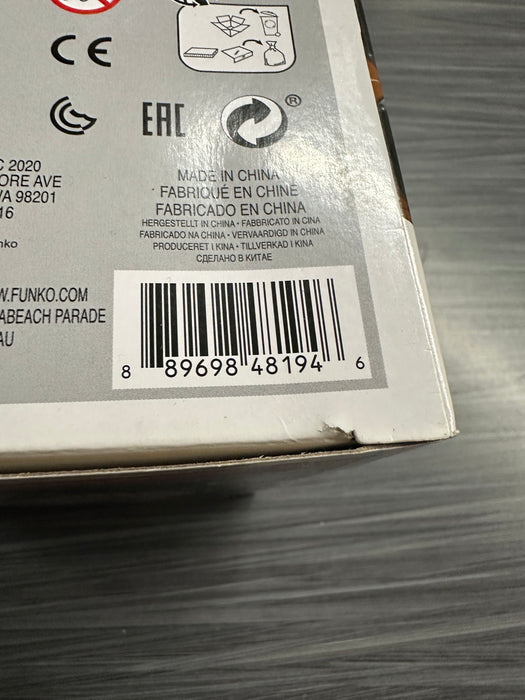 CE
EAC
®
C 2020
ORE AVE
VA 98201
16
nko
MADE IN CHINA
FABRIQUÉ EN CHINE
FABRICADO EN CHINA
HERGESTELLT IN CHINA • FABBRICATO IN CINA
FABRICADO NA CHINA • VERVAARDIGD IN CHINA
PRODUCERET I KINA • TILLVERKAD I KINA
СДЕЛАНО В КИТАЕ
W.FUNKO.COM
ABEACH PARADE
AU
8 89698 48194 6